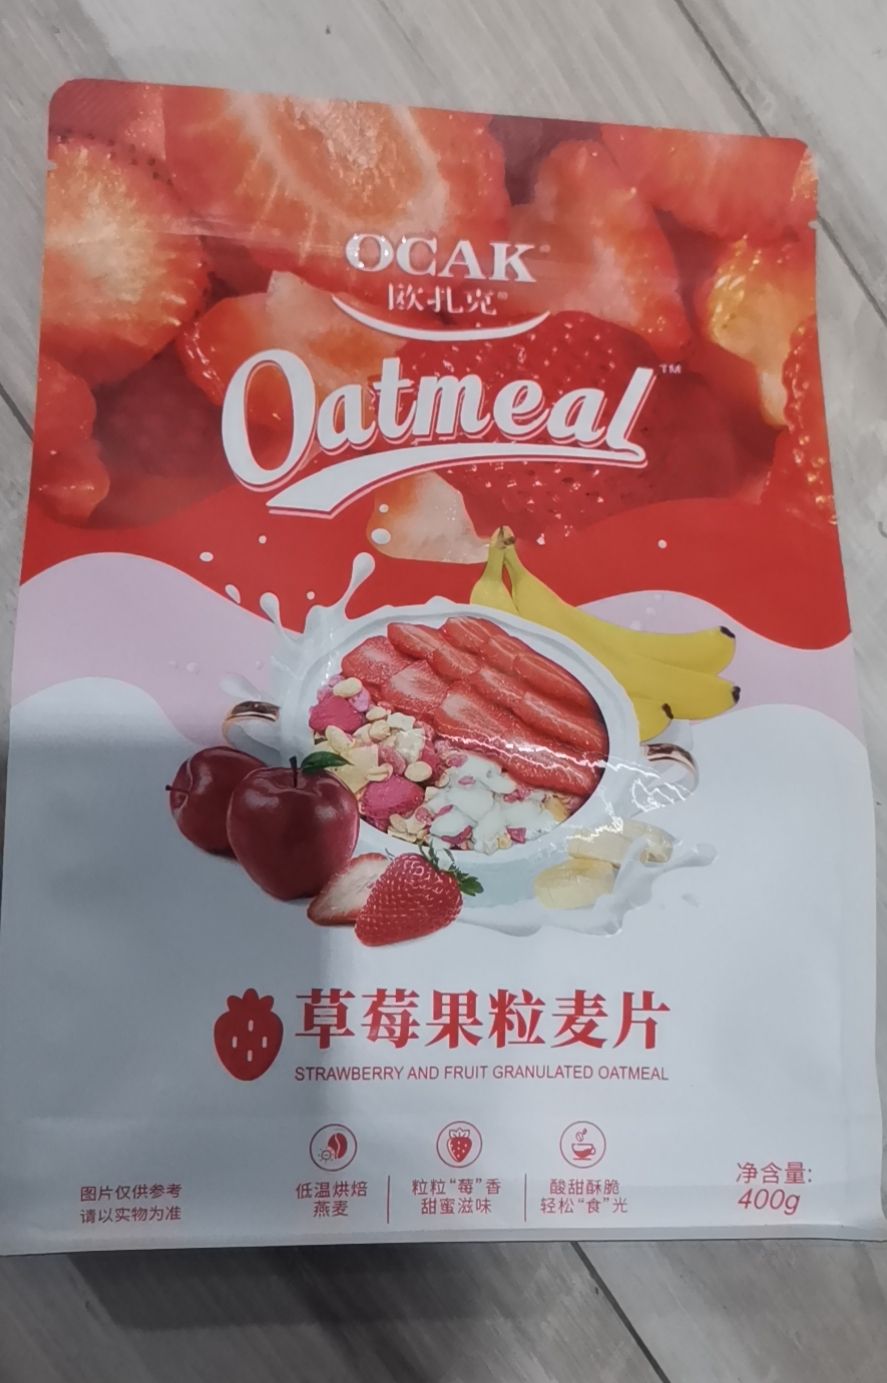 OCAK
欧扎克
Oatmeal™
草莓果粒麦片
STRAWBERRY AND FRUIT GRANULATED OATMEAL
图片仅供参考
请以实物为准
低温烘焙
燕麦
粒粒“莓”香
甜蜜滋味
酸甜酥脆
轻松“食”光
净含量:
400g